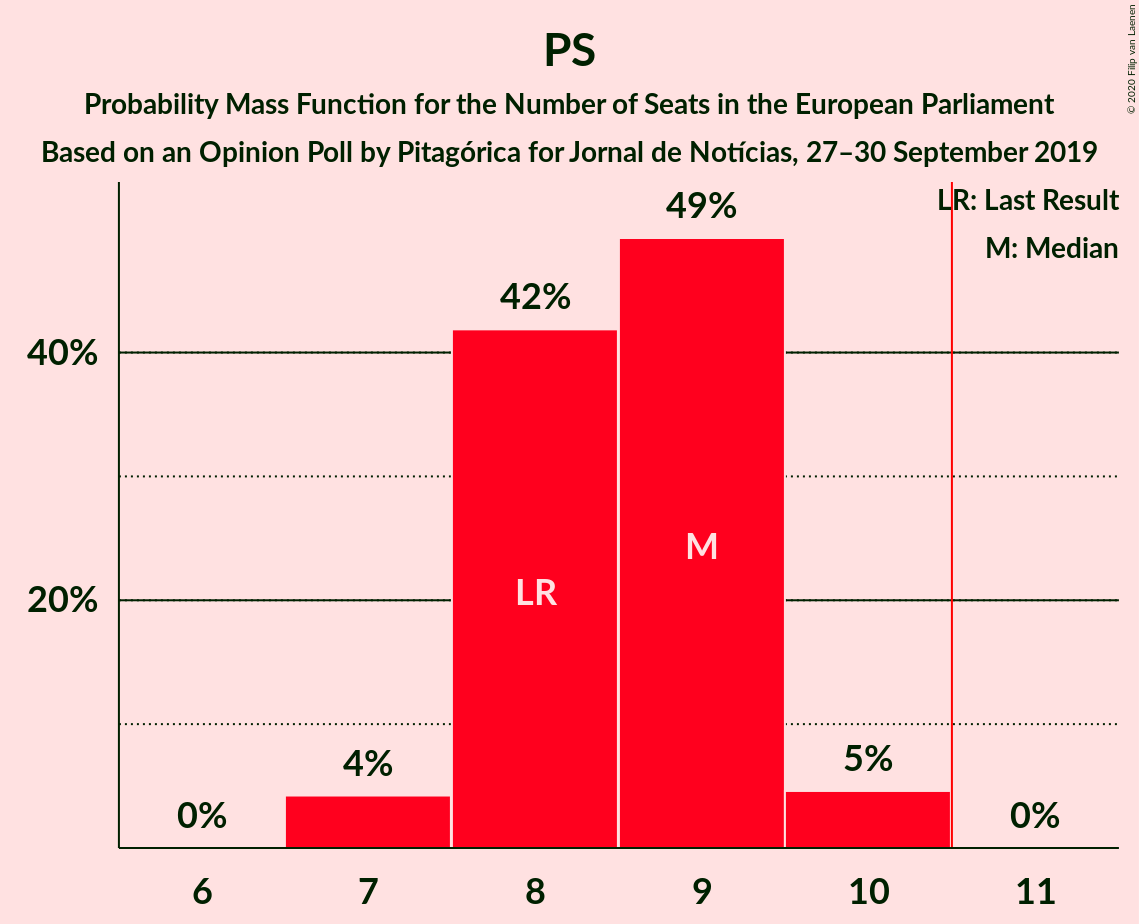 PS
Probability Mass Function for the Number of Seats in the European Parliament
Based on an Opinion Poll by Pitagórica for Jornal de Notícias, 27–30 September 2019
© 2020 Filip van Laenen
LR: Last Result
M: Median
49%
42%
40%
M
LR
20%
4%
5%
0%
0%
6 7 8 9 10 11